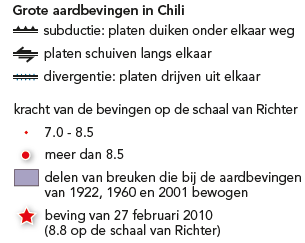 Grote aardbevingen in Chili
subductie: platen duiken onder elkaar weg
platen schuiven langs elkaar
divergentie: platen drijven uit elkaar
kracht van de bevingen op de schaal van Richter
7.0 - 8.5
meer dan 8.5
delen van breuken die bij de aardbevingen
van 1922, 1960 en 2001 bewogen
beving van 27 februari 2010
(8.8 op de schaal van Richter)